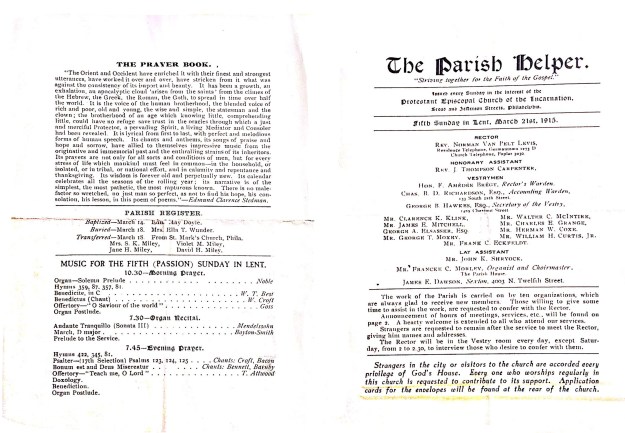 THE PRAYER BOOK.
"The Orient and Occident have enriched it with their finest and strongest
utterances, have worked it over and over, have stricken from it what was
against the consistency of its import and beauty. It has been a growth, an
exhalation, an apocalyptic cloud 'arisen from the saints' from the climes of
the Hebrew, the Greek, the Roman, the Goth, to spread in time over half
the world. It is the voice of the human brotherhood, the blended voice of
rich and poor, old and young, the wise and simple, the statesman and the
clown; the brotherhood of an age which knowing little, comprehending
little, could have no refuge save trust in the oracles through which a just
and merciful Protector, a pervading Spirit, a living Mediator and Consoler
had been revealed. It is lyrical from first to last, with perfect and melodious
forms of human speech. Its chants and anthems, its songs of praise and
hope and sorrow, have allied to themselves impressive music from the
originative and immemorial past and the enthralling strains of its inheritors.
Its prayers are not only for all sorts and conditions of men, but for every
stress of life which mankind must feel in common—in the household, or
isolated, or in tribal, or national effort, and in calamity and repentance and
thanksgiving. Its wisdom is forever old and perpetually new. Its calendar
celebrates all the seasons of the rolling year; its narrative is of the
simplest, the most pathetic, the most rapturous known. There is no malefactor
so wretched, no just man so perfect, as not to find his hope, his consolation,
his lesson, in this poem of poems."—Edmund Clarence Stedman.
PARISH REGISTER.
Baptized—March 14 Doyle.
Buried—March 18 Mrs. Ella T. Wunder.
Transferred—March 18 From St. Mark's Church, Phila.
Mrs. S. K. Miley, Violet M. Miley,
Jane H. Miley, David H. Miley.
MUSIC FOR THE FIFTH (PASSION) SUNDAY IN LENT.
10.30—Morning Prayer.
Organ—Solemn Prelude Noble
Hymns 359, 87, 357, 81.
Benedicite, in C W. T. Best
Benedictus (Chant) W. Croft
Offertory—"O Saviour of the world" Goss
Organ Postlude.
7.30—Organ Recital.
Andante Tranquillo (Sonata III) Mendelssohn
March, D major Boyton-Smith
Prelude to the Service.
7.45—Evening Prayer.
Hymns 422, 345, 81.
Psalter—(17th Selection) Psalms 123, 124, 125 Chants: Croft, Bacon
Bonum est and Deus Misereatur Chants: Bennett, Barnby
Offertory—"Teach me, O Lord" T. Attwood
Doxology.
Benediction.
Organ Postlude.
The Parish Helper.
"Striving together for the Faith of the Gospel."
Issued every Sunday in the interest of the
Protestant Episcopal Church of the Incarnation,
Broad and Jefferson Streets, Philadelphia.
Fifth Sunday in Lent, March 21st, 1915.
RECTOR
REV. NORMAN VAN PELT LEVIS,
HONORARY ASSISTANT
REV. J. THOMPSON CARPENTER,
VESTRYMEN
HON. F. AMÉDÉE BRÉGY, Rector's Warden.
CHAS. B. D. RICHARDSON, ESQ., Accounting Warden,
GEORGE B. HAWKES, ESQ., Secretary of the Vestry,
MR. CLARENCE K. KLINK, MR. WALTER C. MCINTIRE,
MR. JAMES E. MITCHELL, MR. CHARLES E. GRANGE,
GEORGE A. ELSASSER, ESQ. MR. HERMAN W. COXE,
MR. GEORGE T. HOBBY, MR. WILLIAM H. CURTIS, JR.
MR. FRANK C. ECKFELDT.
LAY ASSISTANT
MR. JOHN K. SHRYOCK.
MR. FRANCKE C. MORLEY, Organist and Choirmaster,
The Parish House.
JAMES E. DAWSON, Sexton, 4003 N. Twelfth Street.
The work of the Parish is carried on by ten organizations, which
are always glad to receive new members. Those willing to give some
time to assist in the work, are requested to confer with the Rector.
Announcement of hours of meetings, services, etc., will be found on
page 2. A hearty welcome is extended to all who attend our services.
Strangers are requested to remain after the service to meet the Rector,
giving him names and addresses.
The Rector will be in the Vestry room every day, except Saturday,
from 2 to 2.30, to interview those who desire to confer with them.
Strangers in the city or visitors to the church are accorded every
privilege of God's House. Every one who worships regularly in
this church is requested to contribute to its support. Application
cards for the envelopes will be found at the rear of the church.